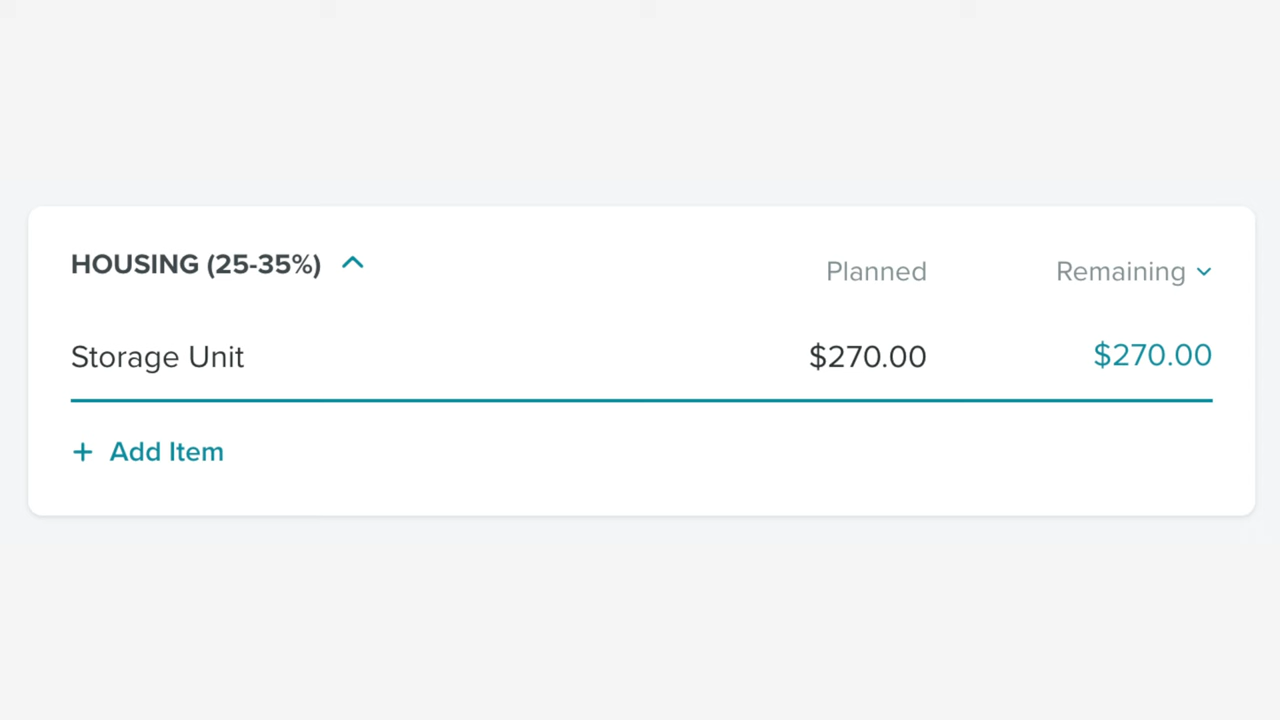 HOUSING (25-35%) Planned Remaining
Storage Unit $270.00 $270.00
+ Add Item